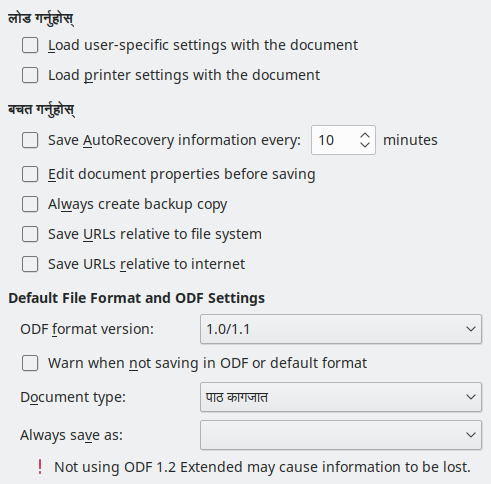 लोड गर्नुहोस्
Load user-specific settings with the document
Load printer settings with the document
बचत गर्नुहोस्
Save AutoRecovery information every: 10 minutes
Edit document properties before saving
Always create backup copy
Save URLs relative to file system
Save URLs relative to internet
Default File Format and ODF Settings
ODF format version: 1.0/1.1
Warn when not saving in ODF or default format
Document type: पाठ कागजात
Always save as:
! Not using ODF 1.2 Extended may cause information to be lost.